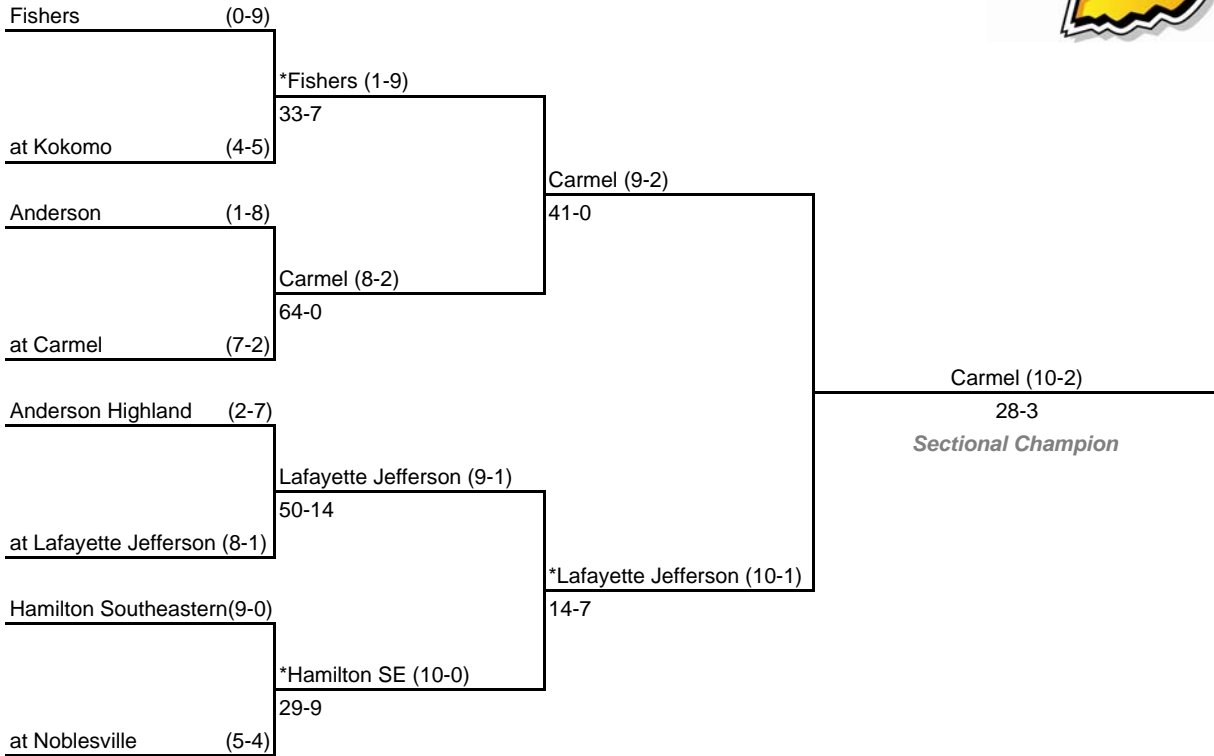 Fishers (0-9)
*Fishers (1-9)
33-7
at Kokomo (4-5)
Carmel (9-2)
Anderson (1-8)
41-0
Carmel (8-2)
64-0
at Carmel (7-2)
Carmel (10-2)
Anderson Highland (2-7)
28-3
Sectional Champion
Lafayette Jefferson (9-1)
50-14
at Lafayette Jefferson (8-1)
*Lafayette Jefferson (10-1)
Hamilton Southeastern(9-0)
14-7
*Hamilton SE (10-0)
29-9
at Noblesville (5-4)